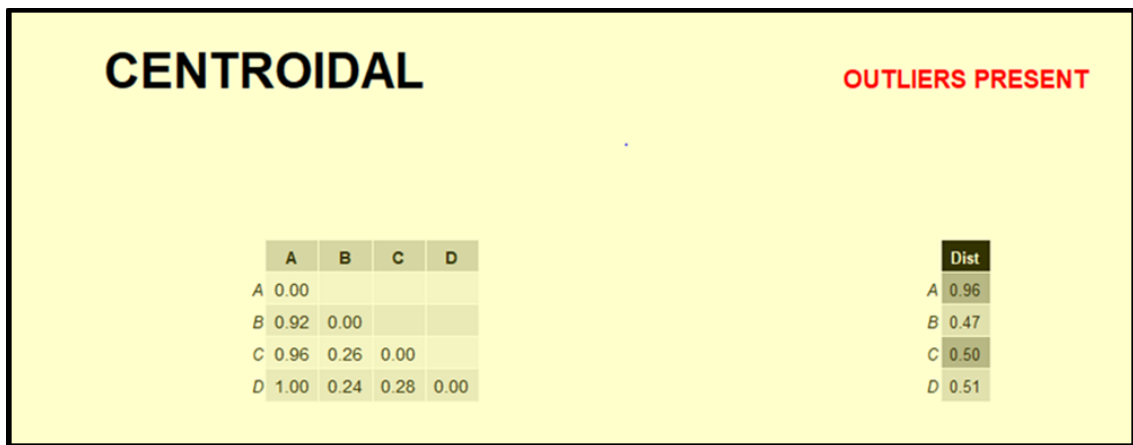 CENTROIDAL
OUTLIERS PRESENT
A B C D
A 0.00
B 0.92 0.00
C 0.96 0.26 0.00
D 1.00 0.24 0.28 0.00
Dist
A 0.96
B 0.47
C 0.50
D 0.51